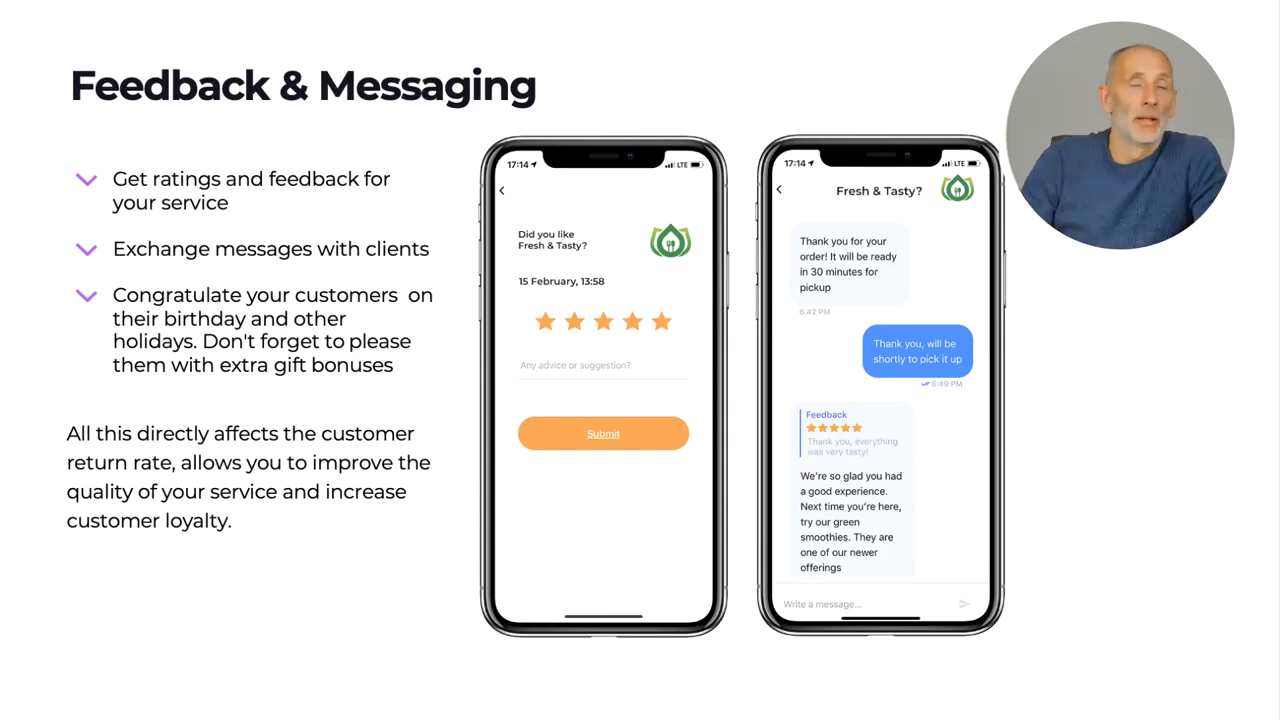 Feedback & Messaging
Get ratings and feedback for
your service
Exchange messages with clients
Congratulate your customers on
their birthday and other
holidays. Don't forget to please
them with extra gift bonuses
All this directly affects the customer
return rate, allows you to improve the
quality of your service and increase
customer loyalty.
17:14
LTE
Did you like
Fresh & Tasty?
15 February, 13:58
Any advice or suggestion?
Submit
17:14
LTE
Fresh & Tasty?
Thank you for your
order! It will be ready
in 30 minutes for
pickup
6:42 PM
Thank you, will be
shortly to pick it up
6:49 PM
Feedback
Thank you, everything
was very tasty!
We're so glad you had
a good experience.
Next time you're here,
try our green
smoothies. They are
one of our newer
offerings
Write a message...